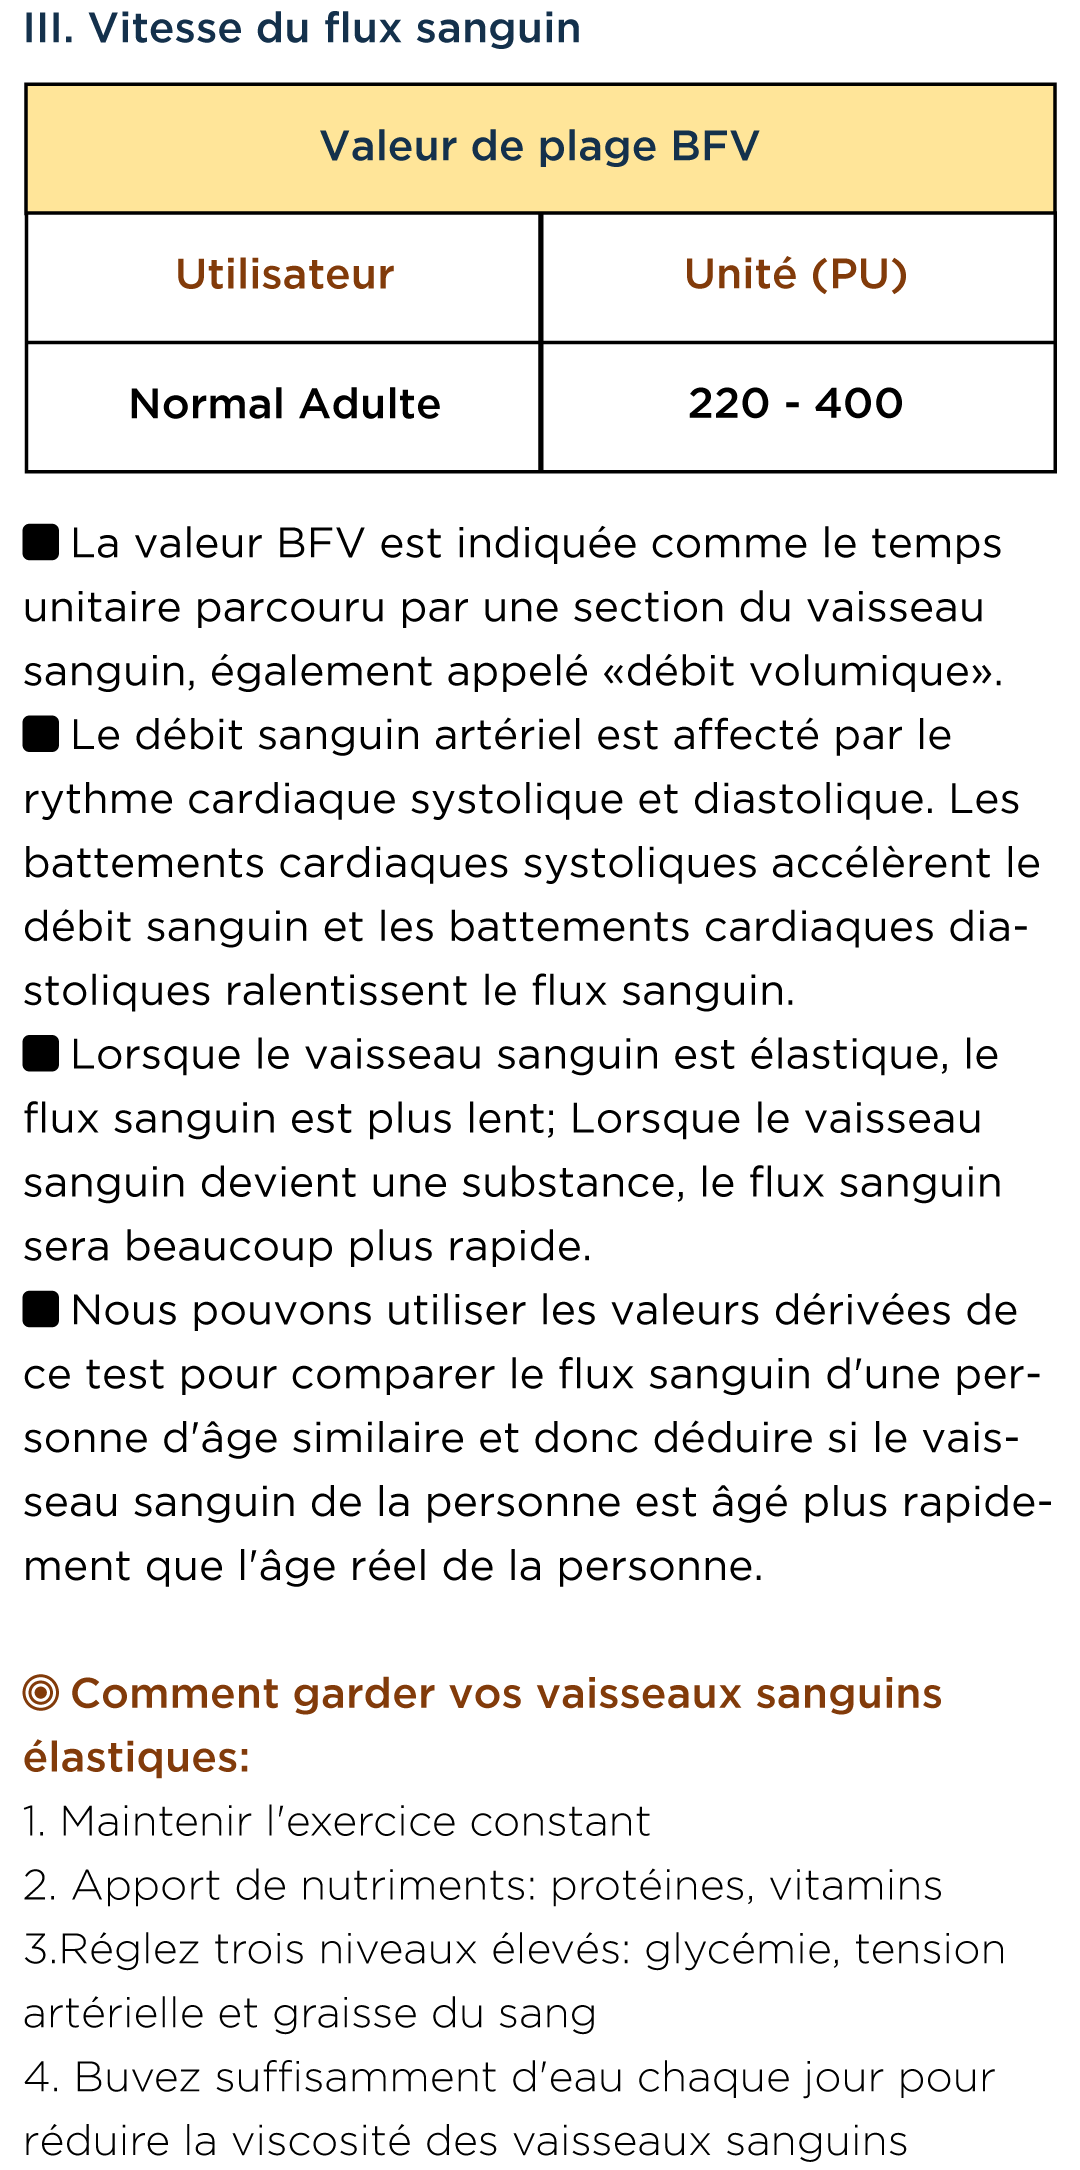 III. Vitesse du flux sanguin
Valeur de plage BFV
Utilisateur
Unité (PU)
Normal Adulte
220 - 400
La valeur BFV est indiquée comme le temps
unitaire parcouru par une section du vaisseau
sanguin, également appelé «débit volumique».
Le débit sanguin artériel est affecté par le
rythme cardiaque systolique et diastolique. Les
battements cardiaques systoliques accélèrent le
débit sanguin et les battements cardiaques dia-
stoliques ralentissent le flux sanguin.
Lorsque le vaisseau sanguin est élastique, le
flux sanguin est plus lent; Lorsque le vaisseau
sanguin devient une substance, le flux sanguin
sera beaucoup plus rapide.
Nous pouvons utiliser les valeurs dérivées de
ce test pour comparer le flux sanguin d'une per-
sonne d'âge similaire et donc déduire si le vais-
seau sanguin de la personne est âgé plus rapide-
ment que l'âge réel de la personne.
Comment garder vos vaisseaux sanguins
élastiques:
1. Maintenir l'exercice constant
2. Apport de nutriments: protéines, vitamins
3.Réglez trois niveaux élevés: glycémie, tension
artérielle et graisse du sang
4. Buvez suffisamment d'eau chaque jour pour
réduire la viscosité des vaisseaux sanguins